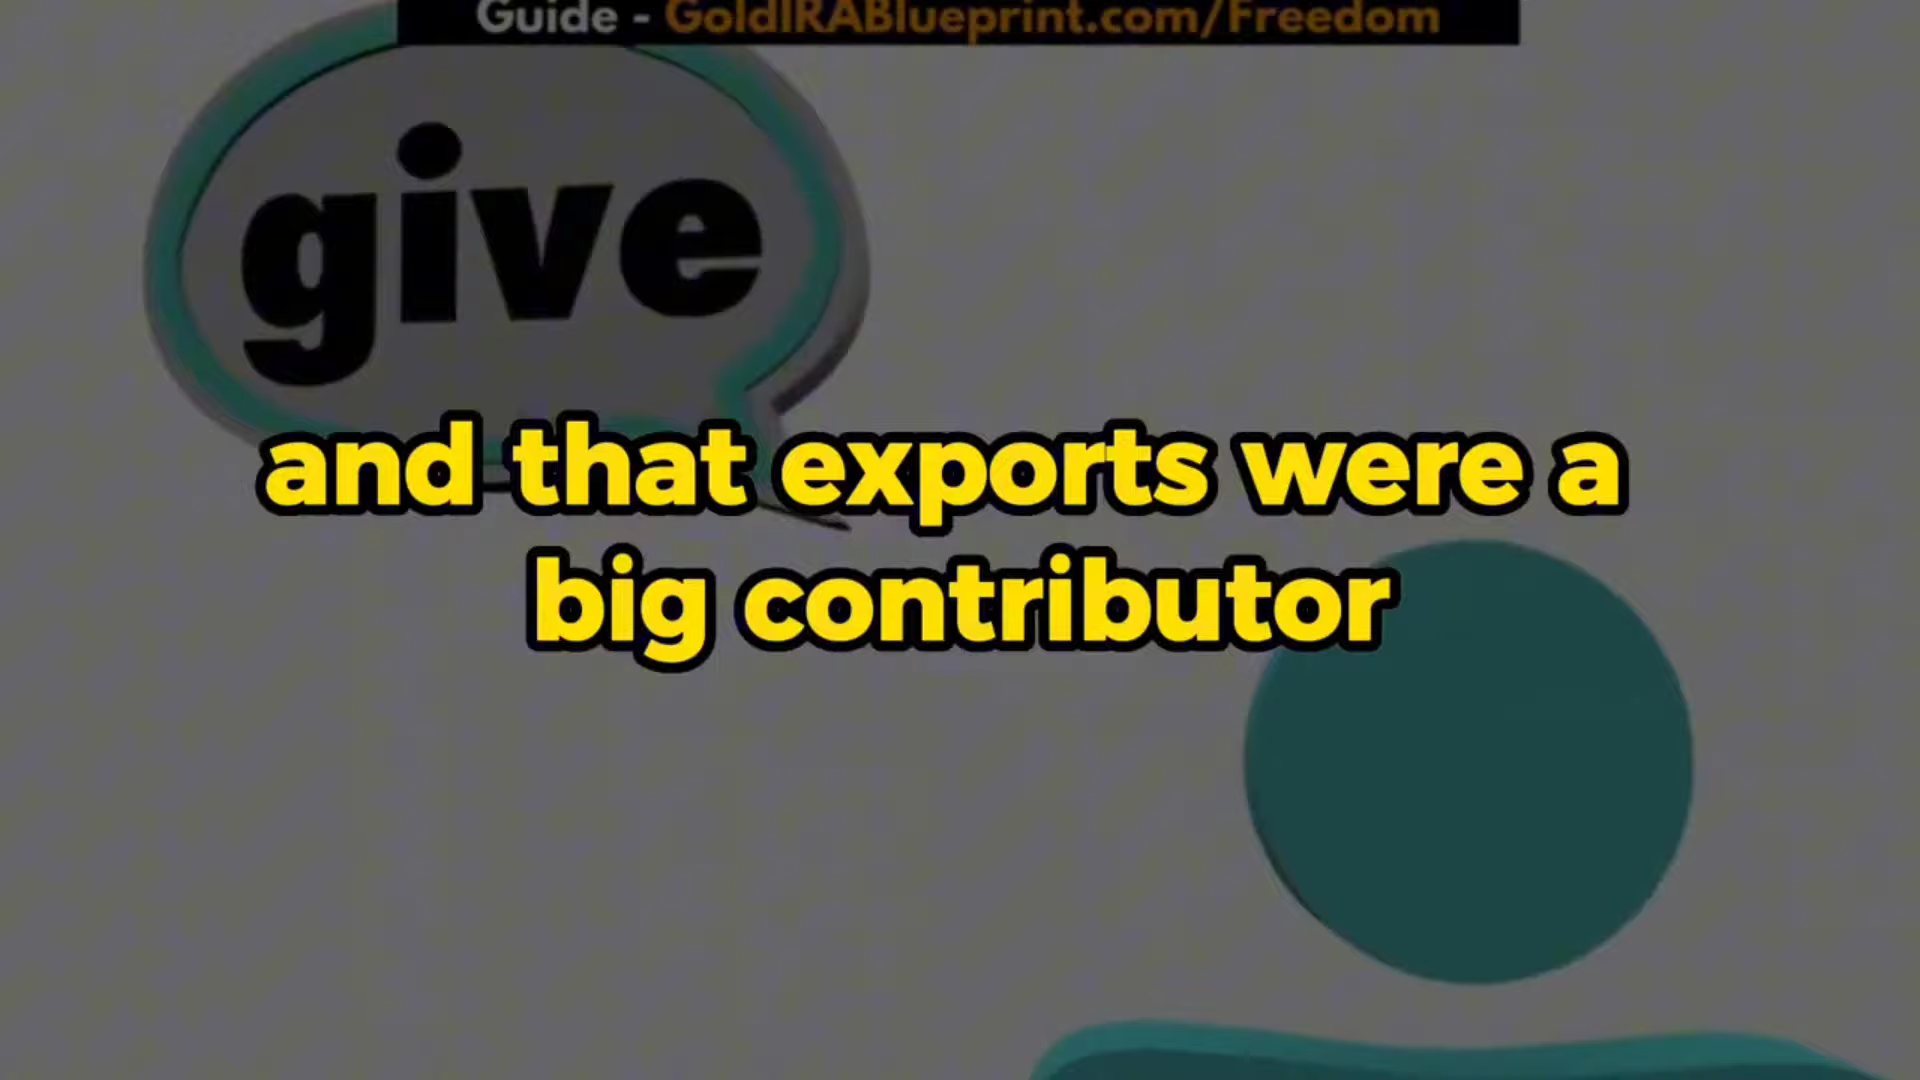 Guide - GoldIRABlueprint.com/Freedom
give
and that exports were a
big contributor